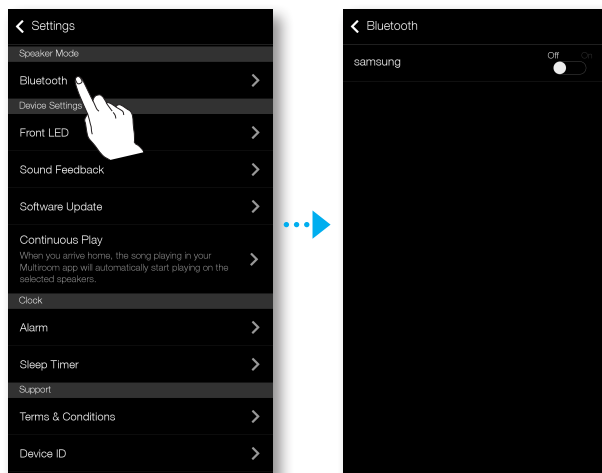 Settings
Speaker Mode
Bluetooth
Device Settings
Front LED
Sound Feedback
Software Update
Continuous Play
When you arrive home, the song playing in your
Multiroom app will automatically start playing on the
selected speakers.
Clock
Alarm
Sleep Timer
Support
Terms & Conditions
Device ID
Bluetooth
samsung
Off On